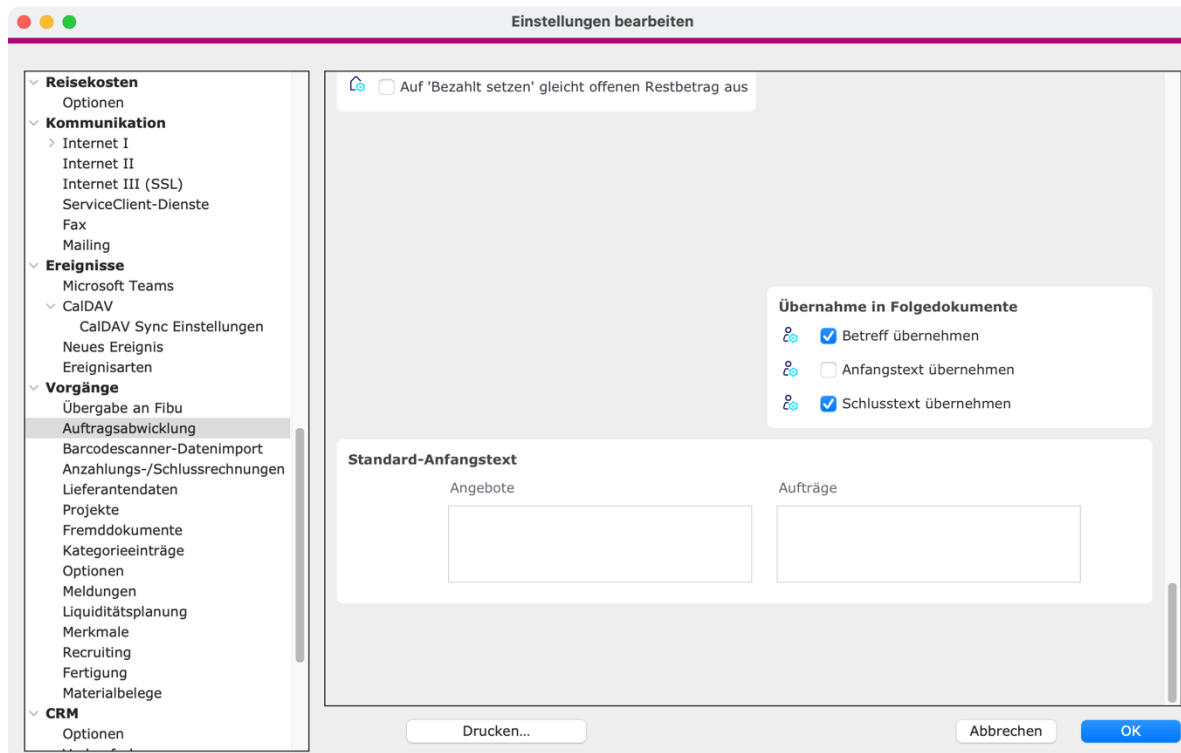 Einstellungen bearbeiten
Reisekosten
Optionen
Kommunikation
Internet I
Internet II
Internet III (SSL)
ServiceClient-Dienste
Fax
Mailing
Ereignisse
Microsoft Teams
CalDAV
CalDAV Sync Einstellungen
Neues Ereignis
Ereignisarten
Vorgänge
Übergabe an Fibu
Auftragsabwicklung
Barcodescanner-Datenimport
Anzahlungs-/Schlussrechnungen
Lieferantendaten
Projekte
Fremddokumente
Kategorieeinträge
Optionen
Meldungen
Liquiditätsplanung
Merkmale
Recruiting
Fertigung
Materialbelege
CRM
Optionen
Auf 'Bezahlt setzen' gleicht offenen Restbetrag aus
Übernahme in Folgedokumente
Betreff übernehmen
Anfangstext übernehmen
Schlusstext übernehmen
Standard-Anfangstext
Angebote
Aufträge
Drucken...
Abbrechen
OK